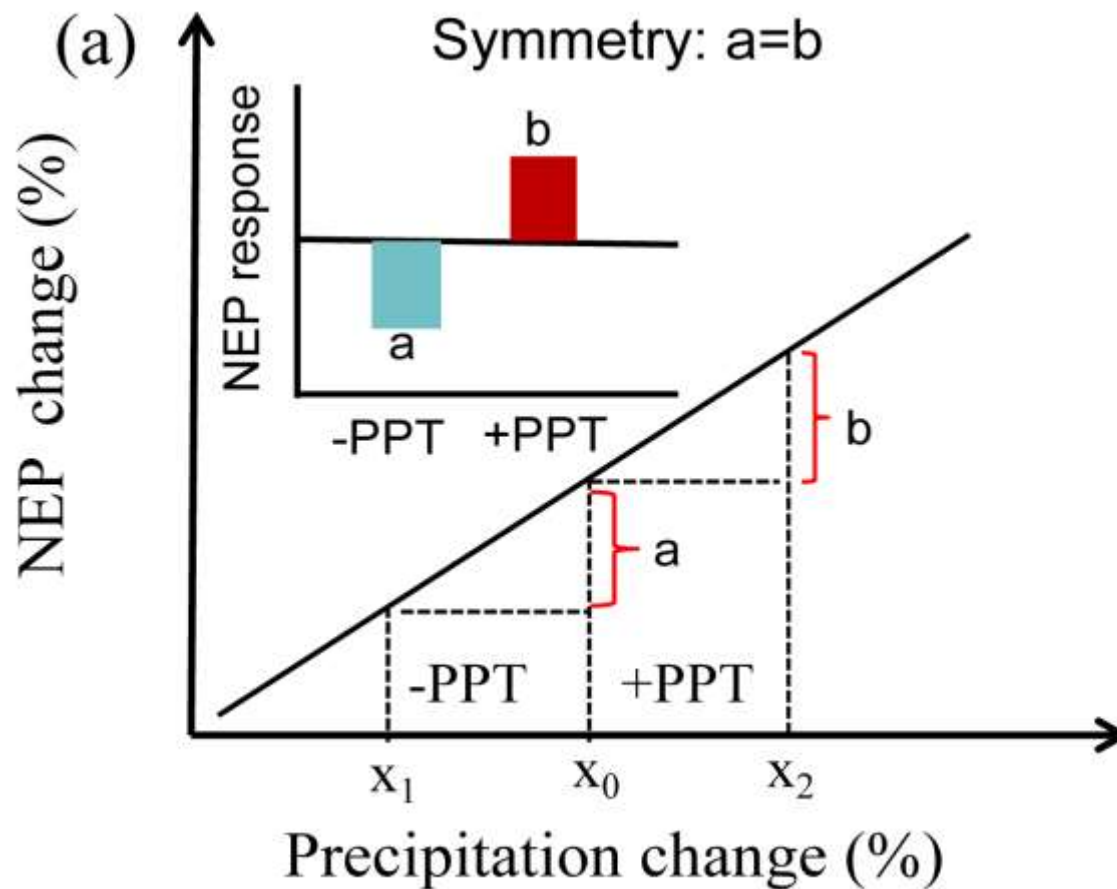 (a)
Symmetry: a=b
NEP change (%)
NEP response
b
a
-PPT +PPT
b
a
-PPT +PPT
x₁ x₀ x₂
Precipitation change (%)